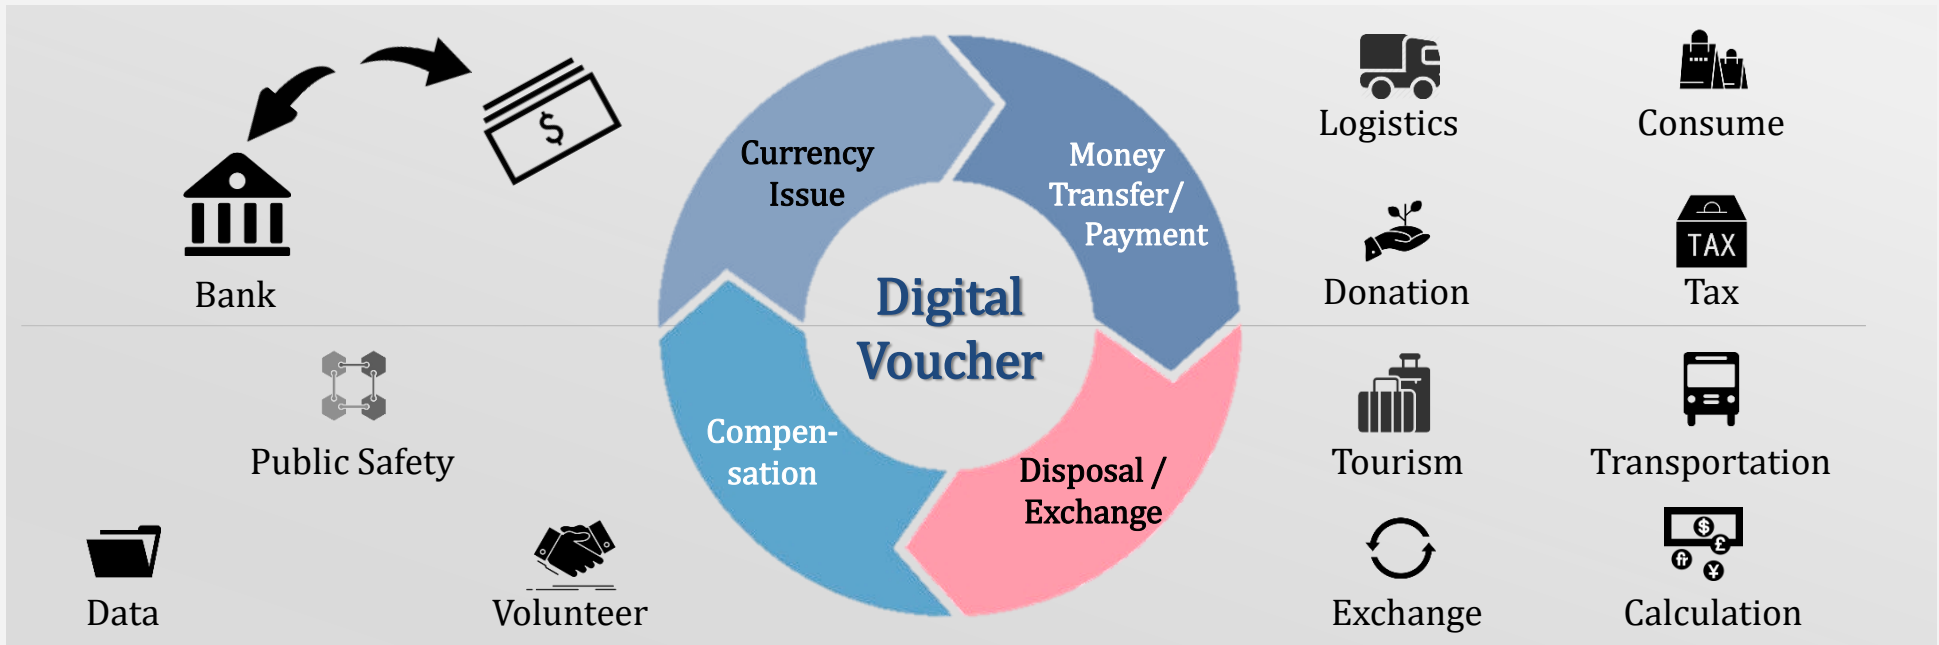 Currency
Issue
Money
Transfer/
Payment
Digital
Voucher
Compen-
sation
Disposal /
Exchange
$
Bank
Public Safety
Data
Volunteer
Logistics
Consume
Donation
TAX
Tax
Tourism
Transportation
Exchange
$
£
¥
Calculation